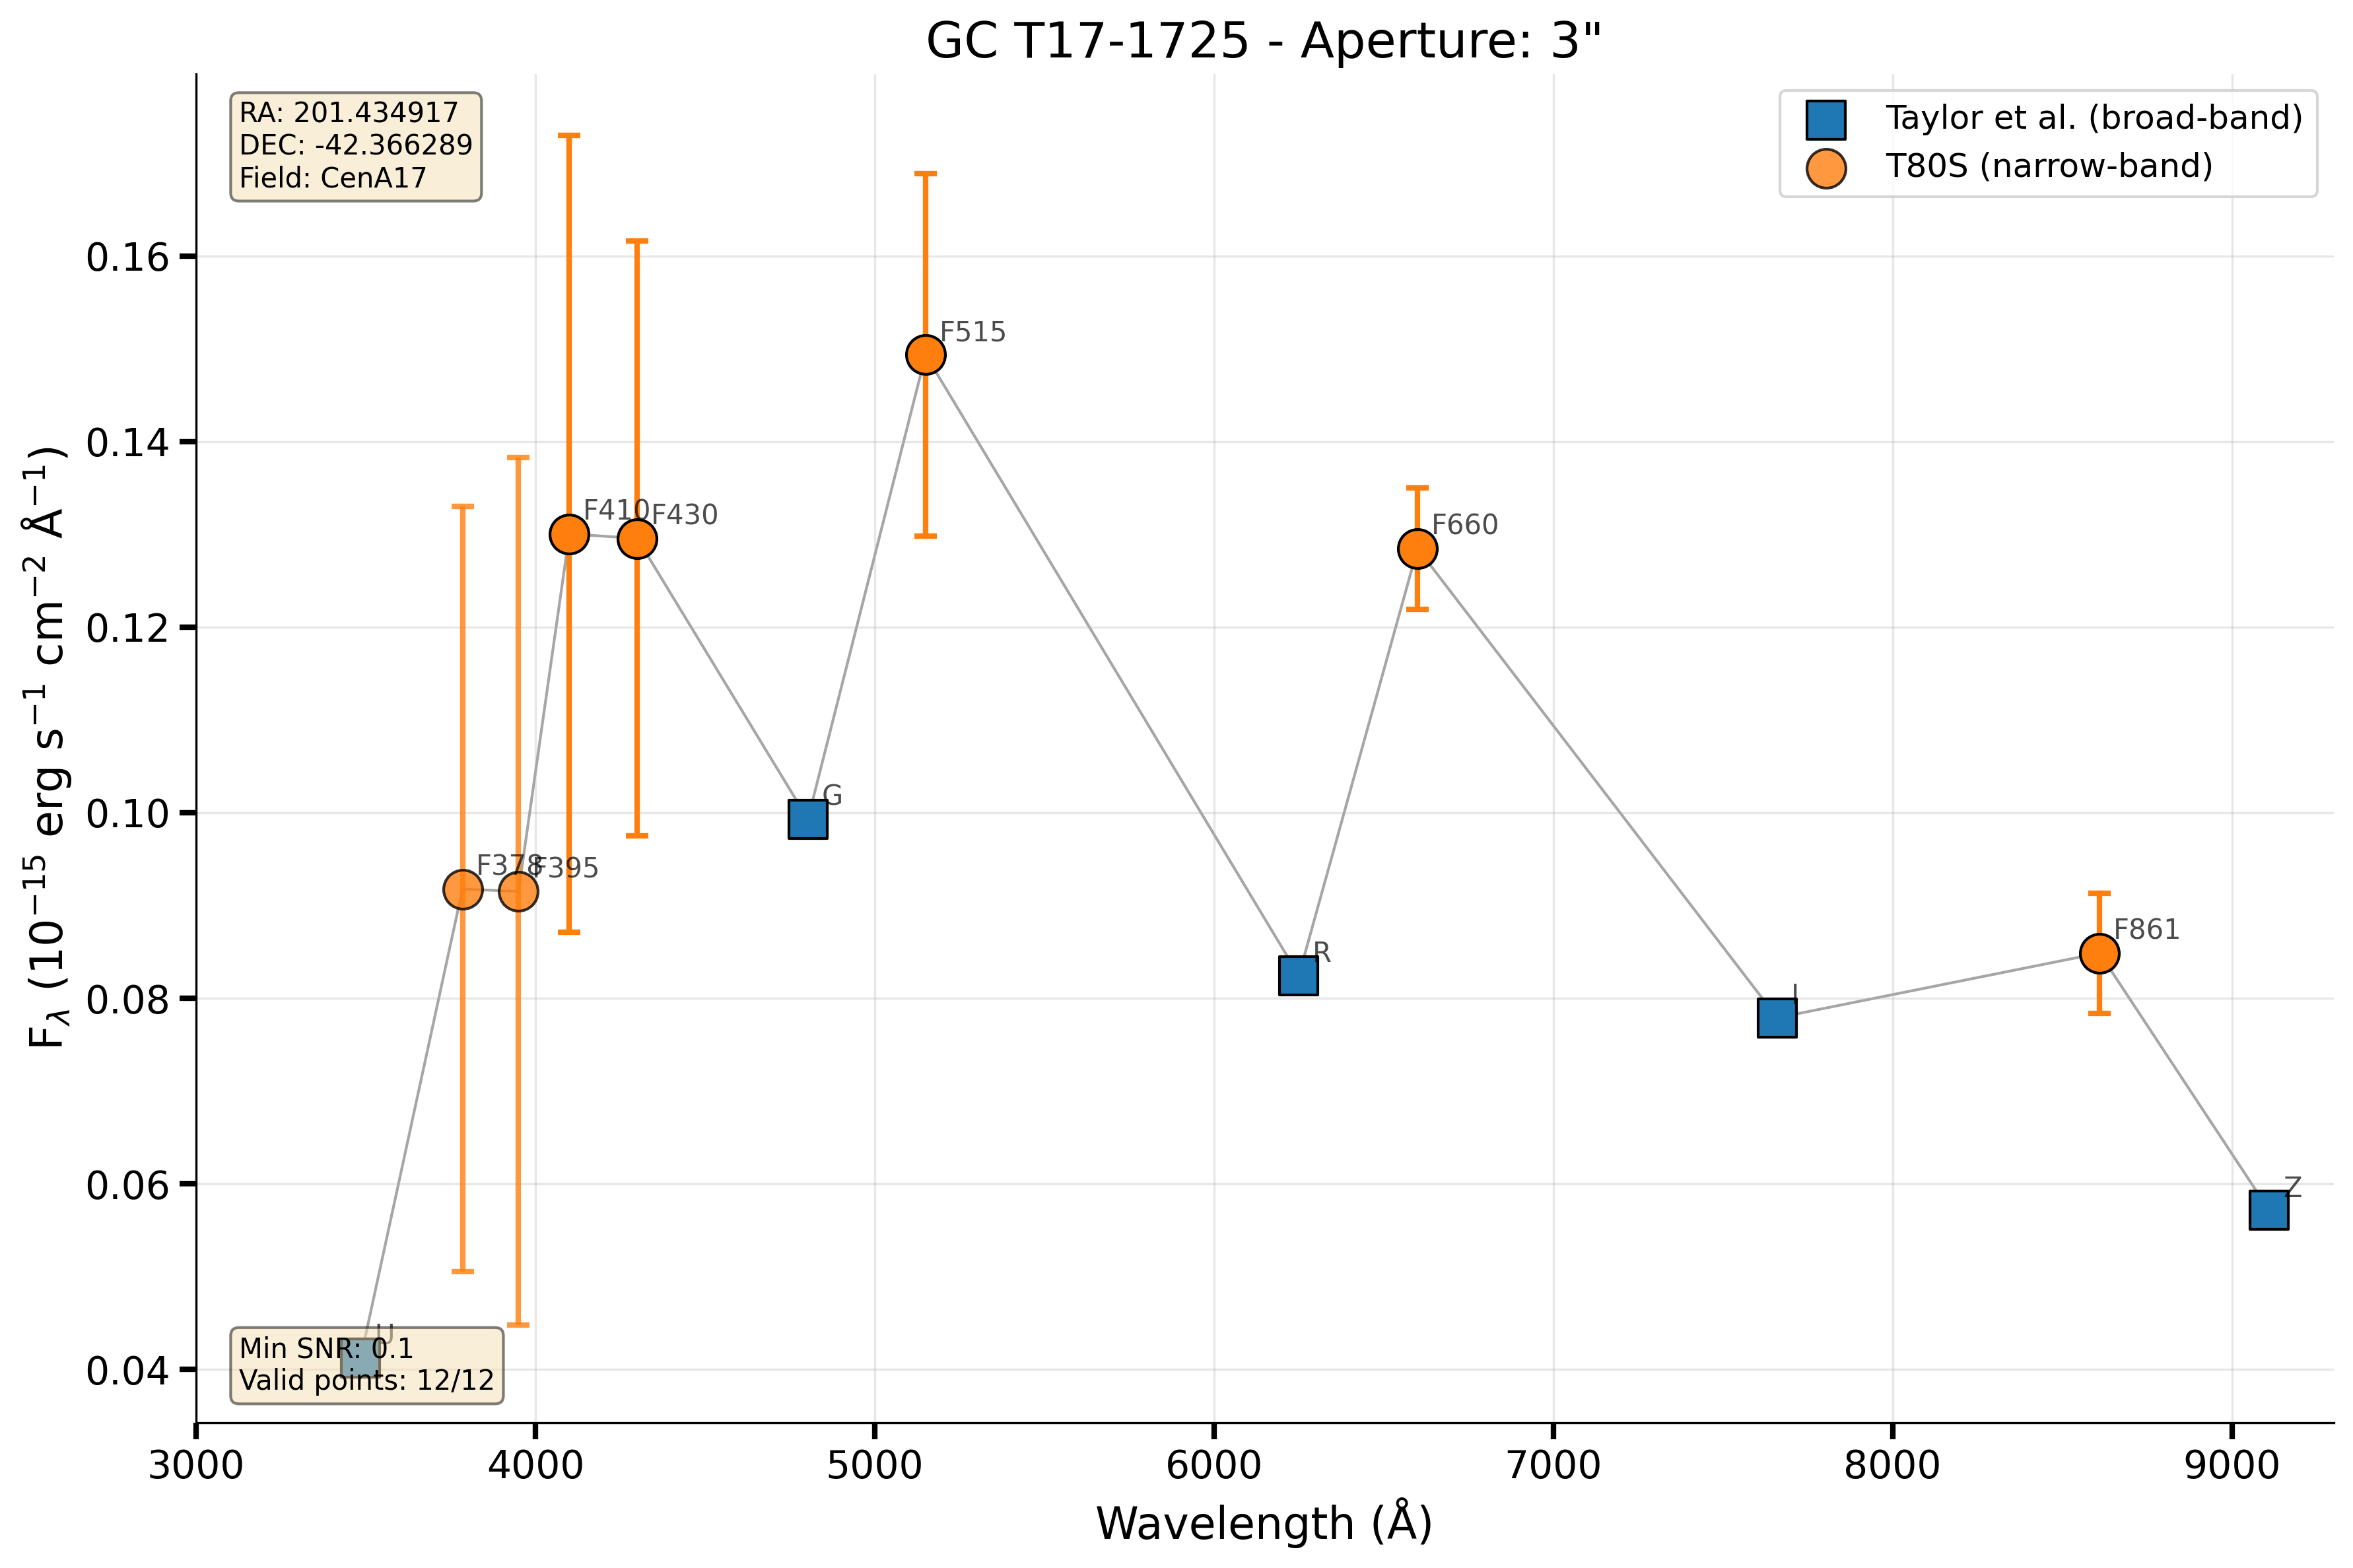 GC T17-1725 - Aperture: 3"
RA: 201.434917
DEC: -42.366289
Field: CenA17
Taylor et al. (broad-band)
T80S (narrow-band)
0.16
0.14
0.12
0.10
0.08
0.06
0.04
F515
F410
F430
F660
G
F378
F395
R
F861
I
Z
U
Min SNR: 0.1
Valid points: 12/12
3000 4000 5000 6000 7000 8000 9000
Wavelength (Å)
Fλ (10⁻¹⁵ erg s⁻¹ cm⁻² Å⁻¹)